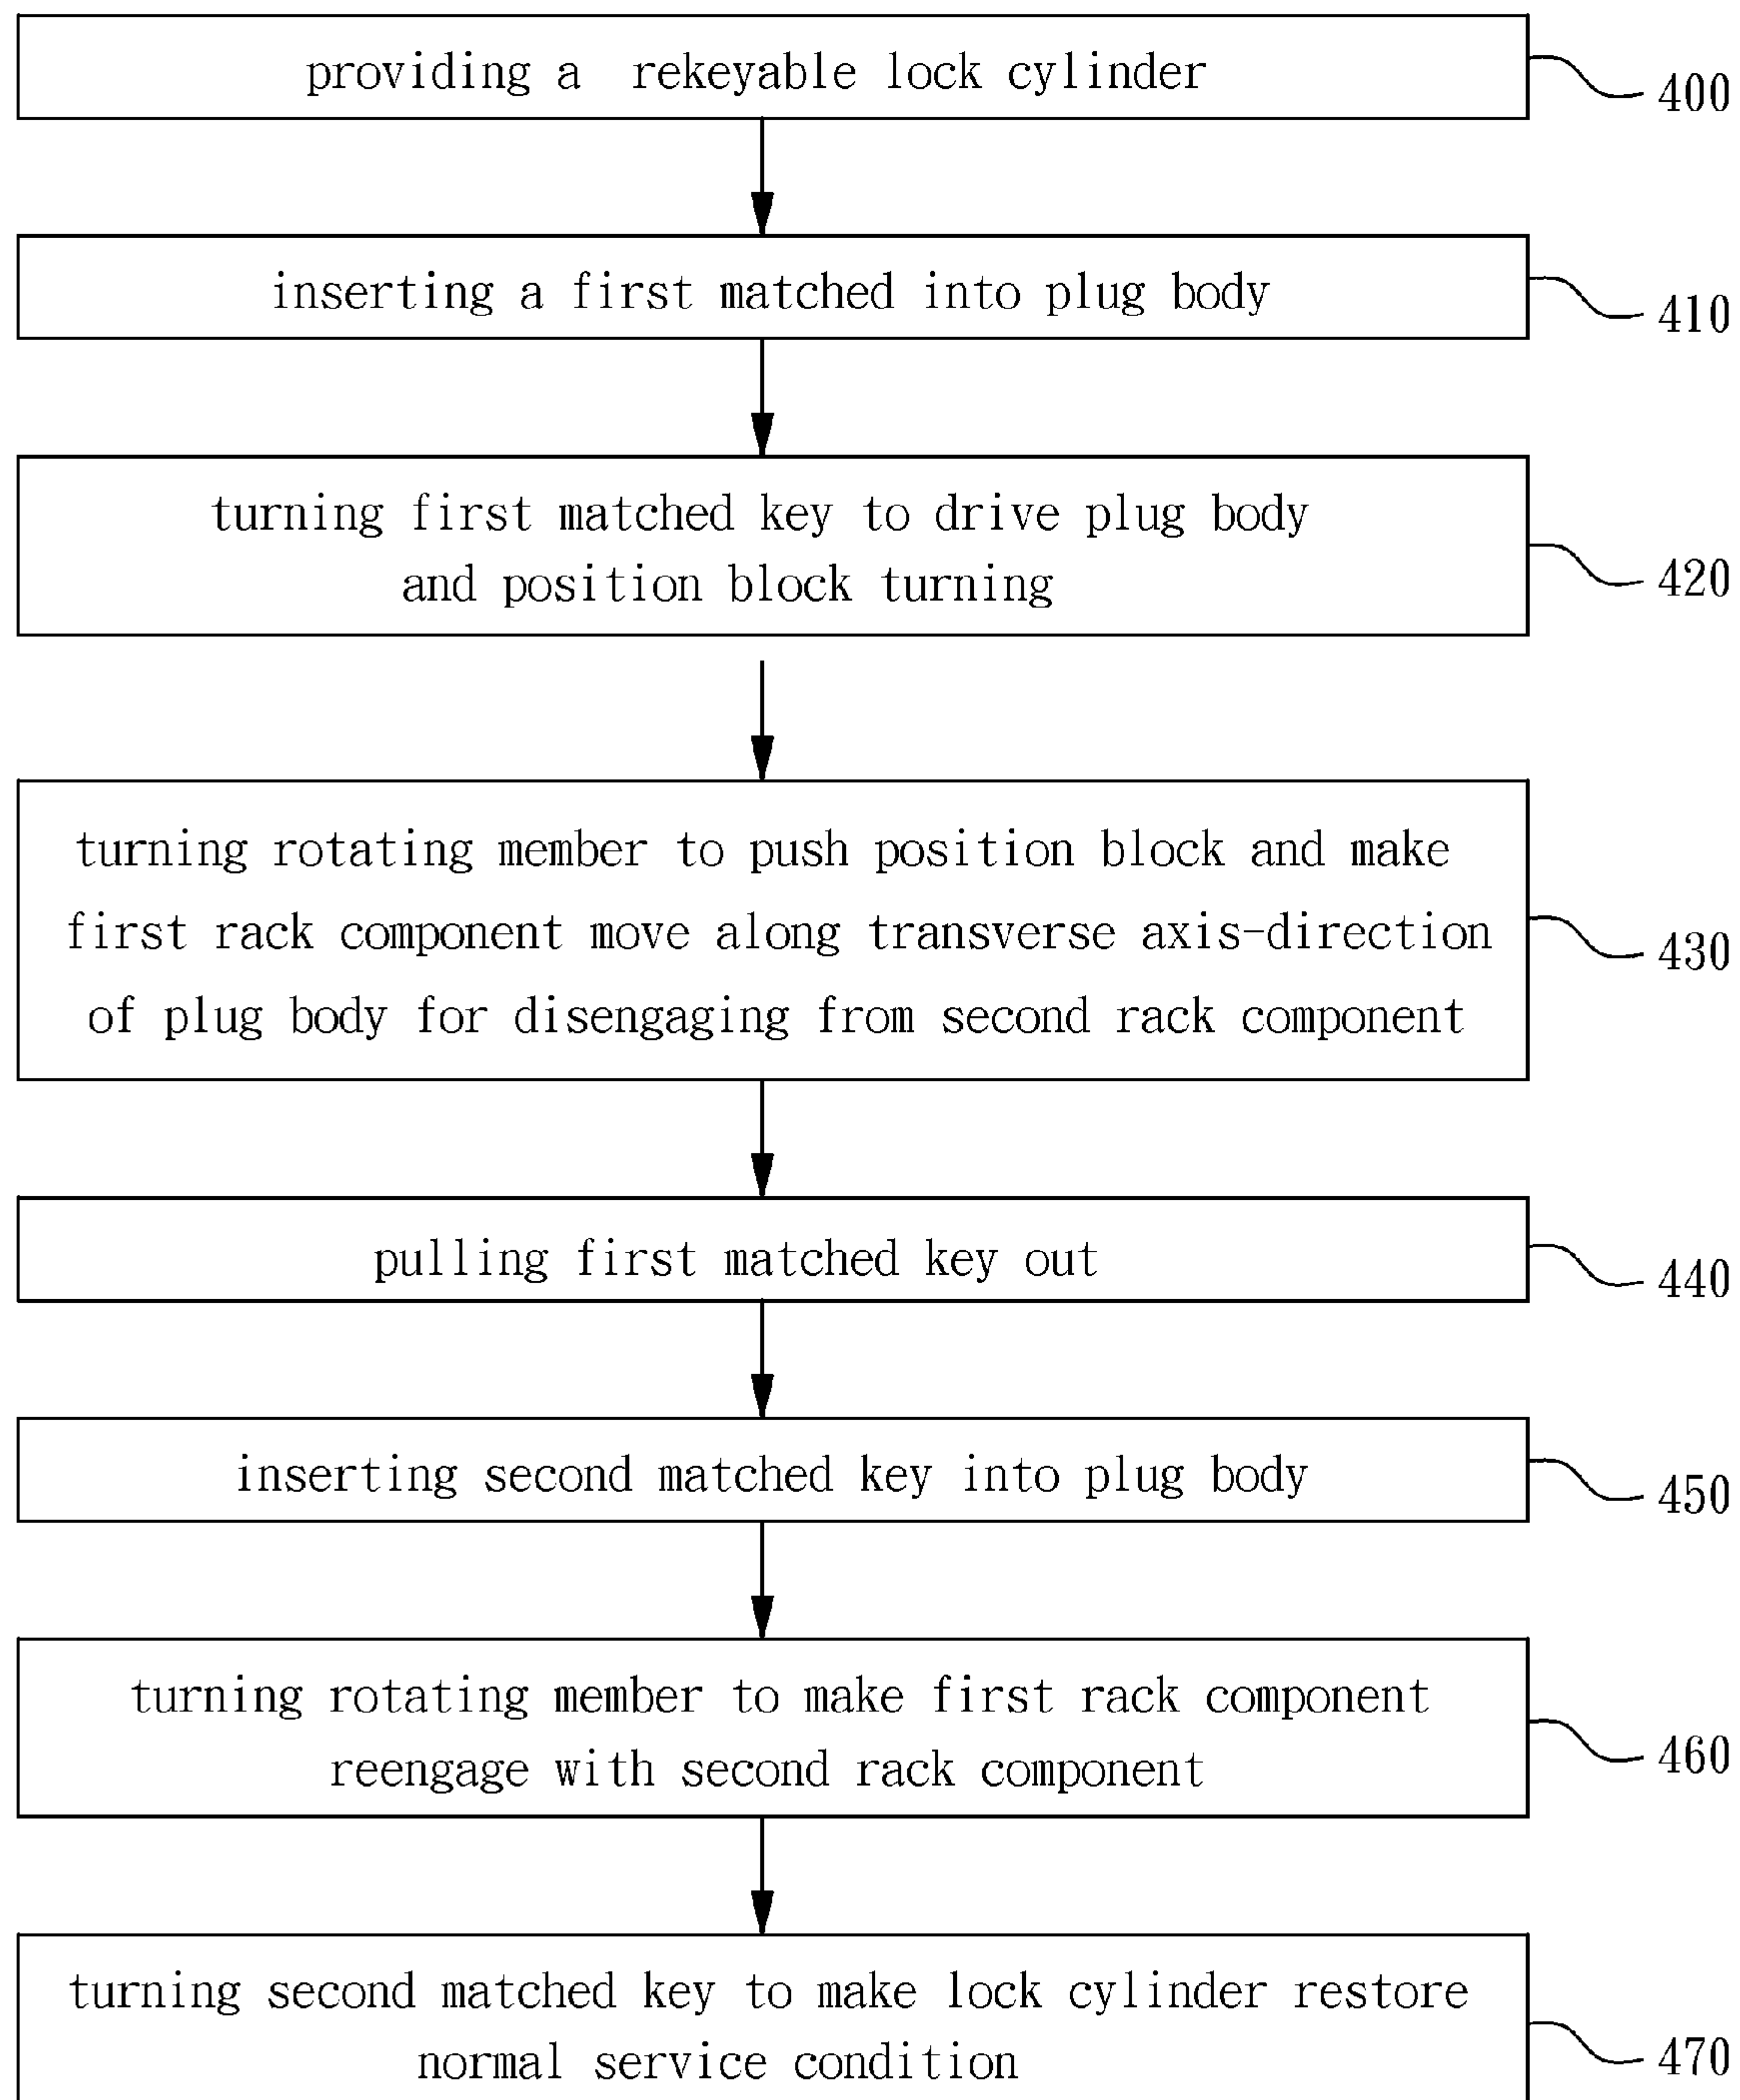 providing a rekeyable lock cylinder
400
inserting a first matched into plug body
410
turning first matched key to drive plug body
and position block turning
420
turning rotating member to push position block and make
first rack component move along transverse axis-direction
of plug body for disengaging from second rack component
430
pulling first matched key out
440
inserting second matched key into plug body
450
turning rotating member to make first rack component
reengage with second rack component
460
turning second matched key to make lock cylinder restore
normal service condition
470